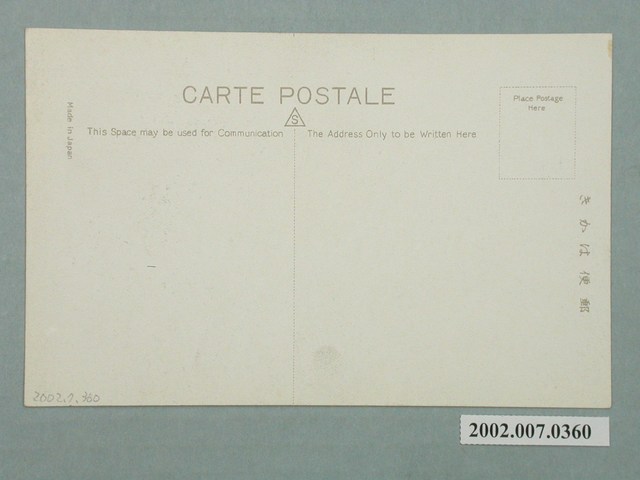 CARTE POSTALE
S
Made in Japan
This Space may be used for Communication
The Address Only to be Written Here
Place Postage
Here
きかは便郵
2002.7.360
2002.007.0360